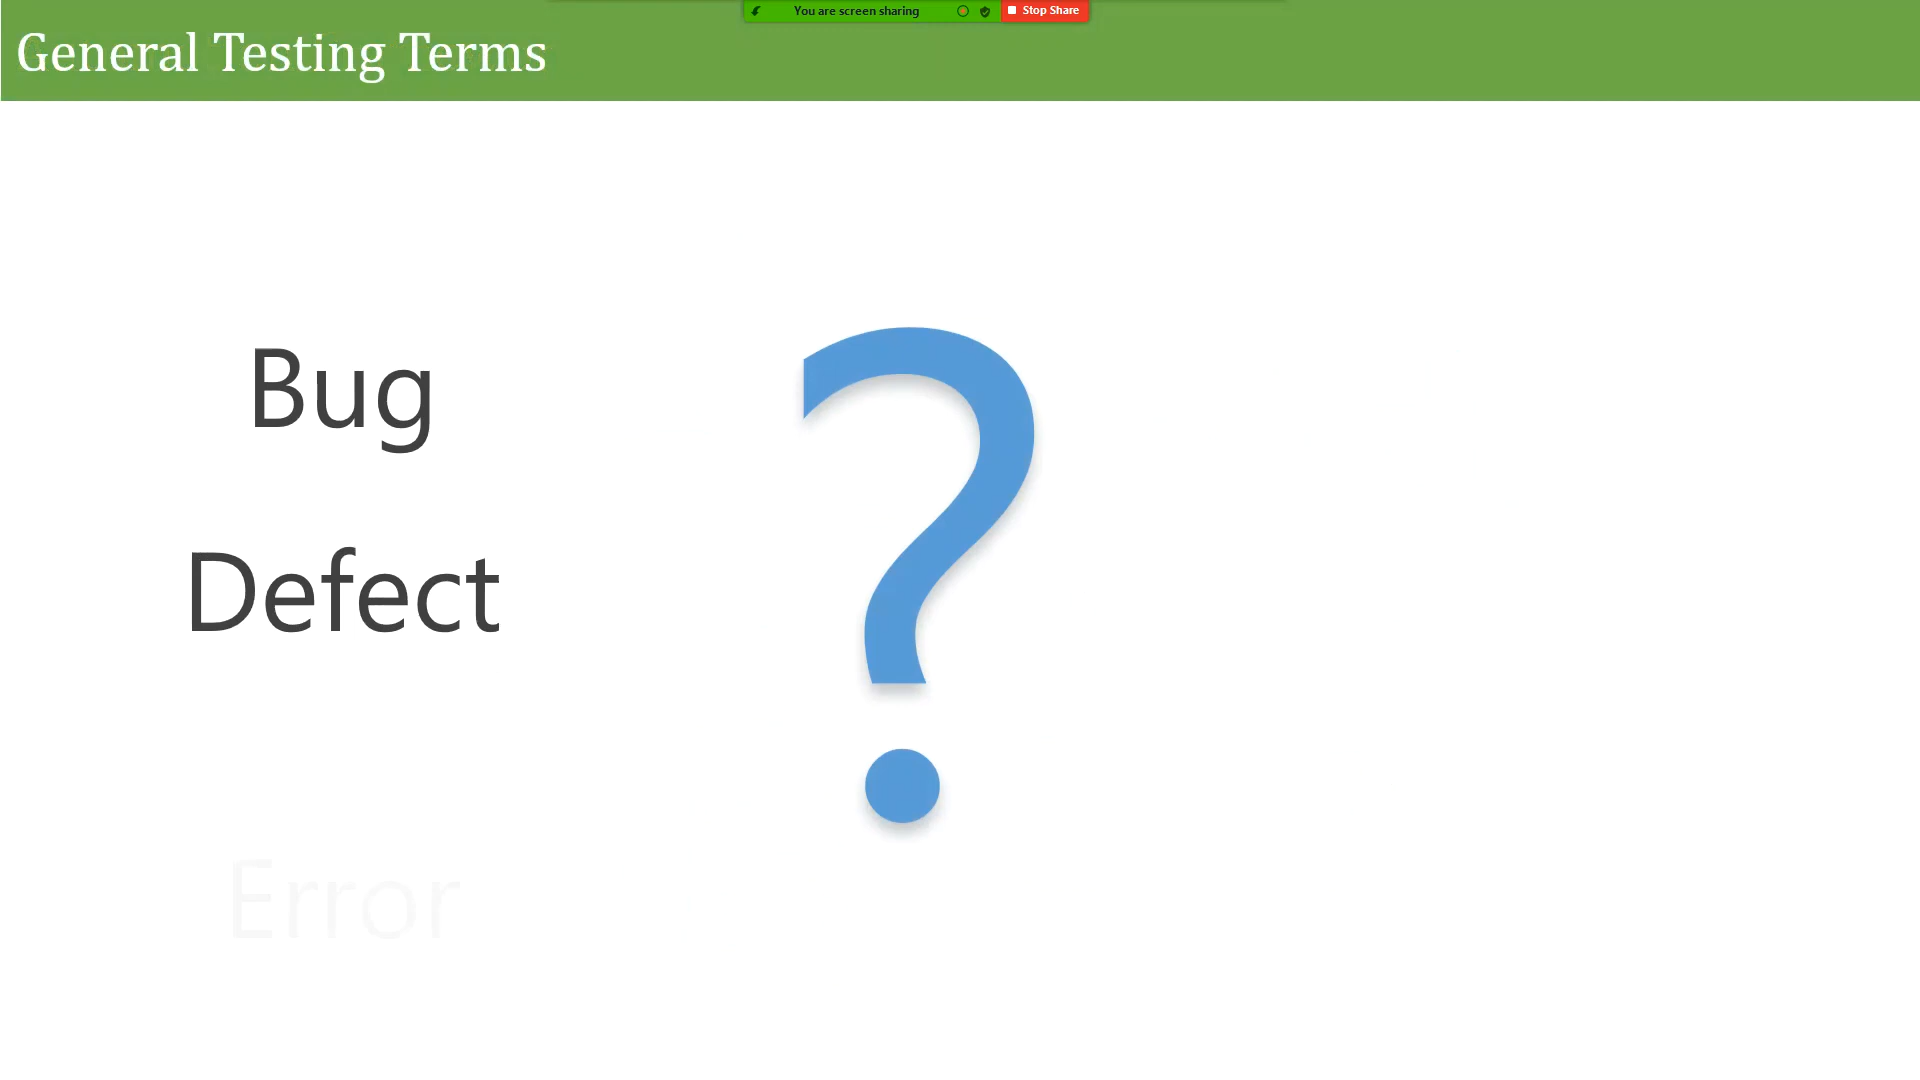 You are screen sharing
Stop Share
General Testing Terms
Bug
?
Defect
Error